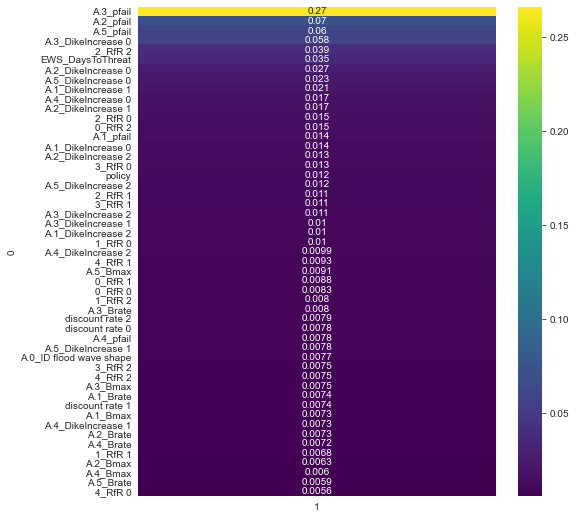 A.3_pfail 0.27
A.2_pfail 0.07
A.5_pfail 0.06
A.3_DikeIncrease 0 0.058
2_RfR 2 0.039
EWS_DaysToThreat 0.035
A.2_DikeIncrease 0 0.027
A.5_DikeIncrease 0 0.023
A.1_DikeIncrease 1 0.021
A.4_DikeIncrease 0 0.017
A.2_DikeIncrease 1 0.017
2_RfR 0 0.015
0_RfR 2 0.015
A.1_pfail 0.014
A.1_DikeIncrease 0 0.014
A.2_DikeIncrease 2 0.013
3_RfR 0 0.013
policy 0.012
A.5_DikeIncrease 2 0.012
2_RfR 1 0.011
3_RfR 1 0.011
A.3_DikeIncrease 2 0.011
A.3_DikeIncrease 1 0.01
A.1_DikeIncrease 2 0.01
1_RfR 0 0.01
A.4_DikeIncrease 2 0.0099
4_RfR 1 0.0093
A.5_Bmax 0.0091
0_RfR 1 0.0088
0_RfR 0 0.0083
1_RfR 2 0.008
A.3_Brate 0.008
discount rate 2 0.0079
discount rate 0 0.0078
A.4_pfail 0.0078
A.5_DikeIncrease 1 0.0078
A.0_ID flood wave shape 0.0077
3_RfR 2 0.0075
4_RfR 2 0.0075
A.3_Bmax 0.0075
A.1_Brate 0.0074
discount rate 1 0.0074
A.1_Bmax 0.0073
A.4_DikeIncrease 1 0.0073
A.2_Brate 0.0073
A.4_Brate 0.0072
1_RfR 1 0.0068
A.2_Bmax 0.0063
A.4_Bmax 0.006
A.5_Brate 0.0059
4_RfR 0 0.0056
0
1
0.25
0.20
0.15
0.10
0.05